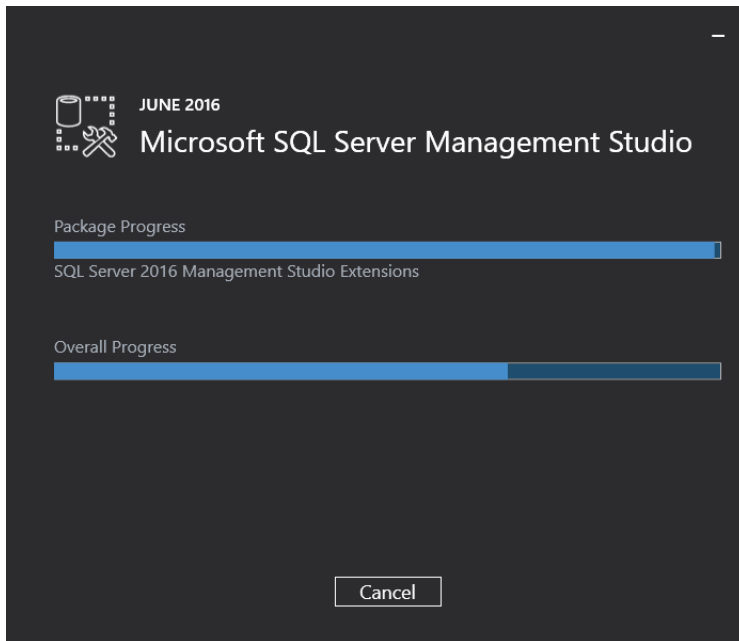 JUNE 2016
Microsoft SQL Server Management Studio
Package Progress
SQL Server 2016 Management Studio Extensions
Overall Progress
Cancel